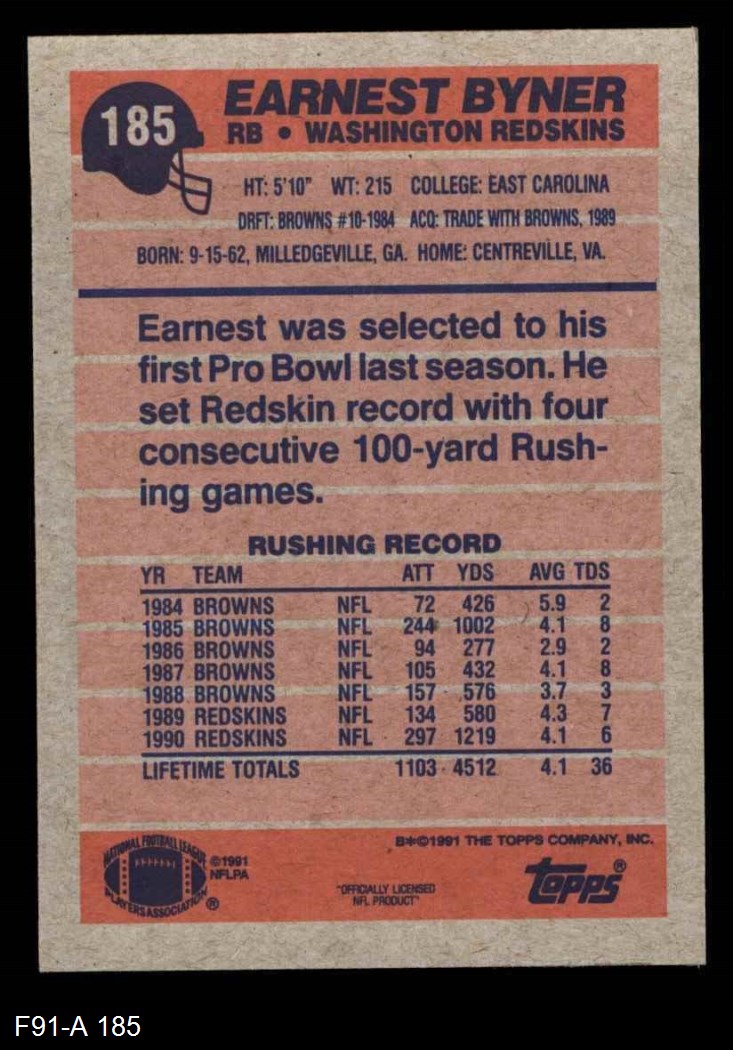 185
EARNEST BYNER
RB • WASHINGTON REDSKINS
HT: 5'10" WT: 215 COLLEGE: EAST CAROLINA
DRFT: BROWNS #10-1984 ACQ: TRADE WITH BROWNS, 1989
BORN: 9-15-62, MILLEDGEVILLE, GA. HOME: CENTREVILLE, VA.
Earnest was selected to his
first Pro Bowl last season. He
set Redskin record with four
consecutive 100-yard Rush-
ing games.
RUSHING RECORD
YR TEAM ATT YDS AVG TDS
1984 BROWNS NFL 72 426 5.9 2
1985 BROWNS NFL 244 1002 4.1 8
1986 BROWNS NFL 94 277 2.9 2
1987 BROWNS NFL 105 432 4.1 8
1988 BROWNS NFL 157 576 3.7 3
1989 REDSKINS NFL 134 580 4.3 7
1990 REDSKINS NFL 297 1219 4.1 6
LIFETIME TOTALS 1103 4512 4.1 36
B*©1991 THE TOPPS COMPANY, INC.
NATIONAL FOOTBALL LEAGUE
PLAYERS ASSOCIATION ®
©1991
NFLPA
"OFFICIALLY LICENSED
NFL PRODUCT"
topps®
F91-A 185